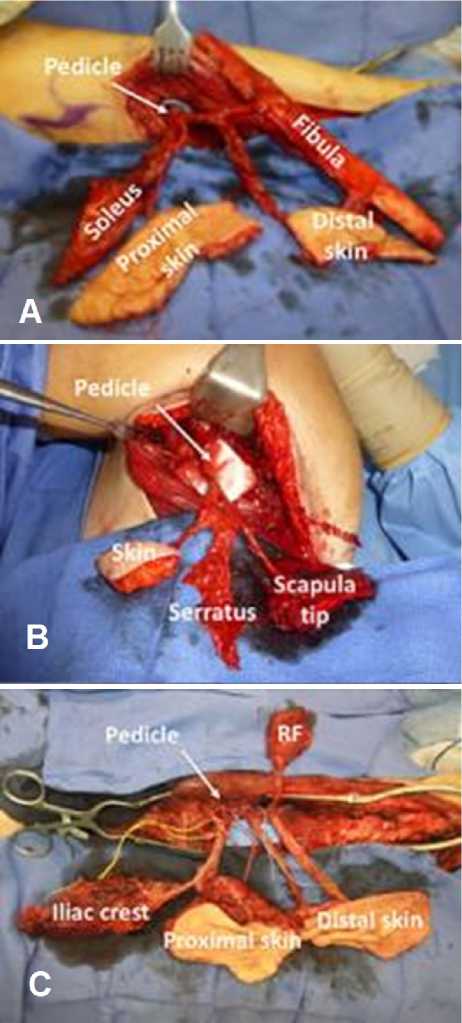 Pedicle
Fibula
Soleus
Proximal
skin
Distal
skin
A
Pedicle
Skin
Serratus
Scapula
tip
B
RF
Pedicle
Iliac crest
Proximal skin
Distal skin
C